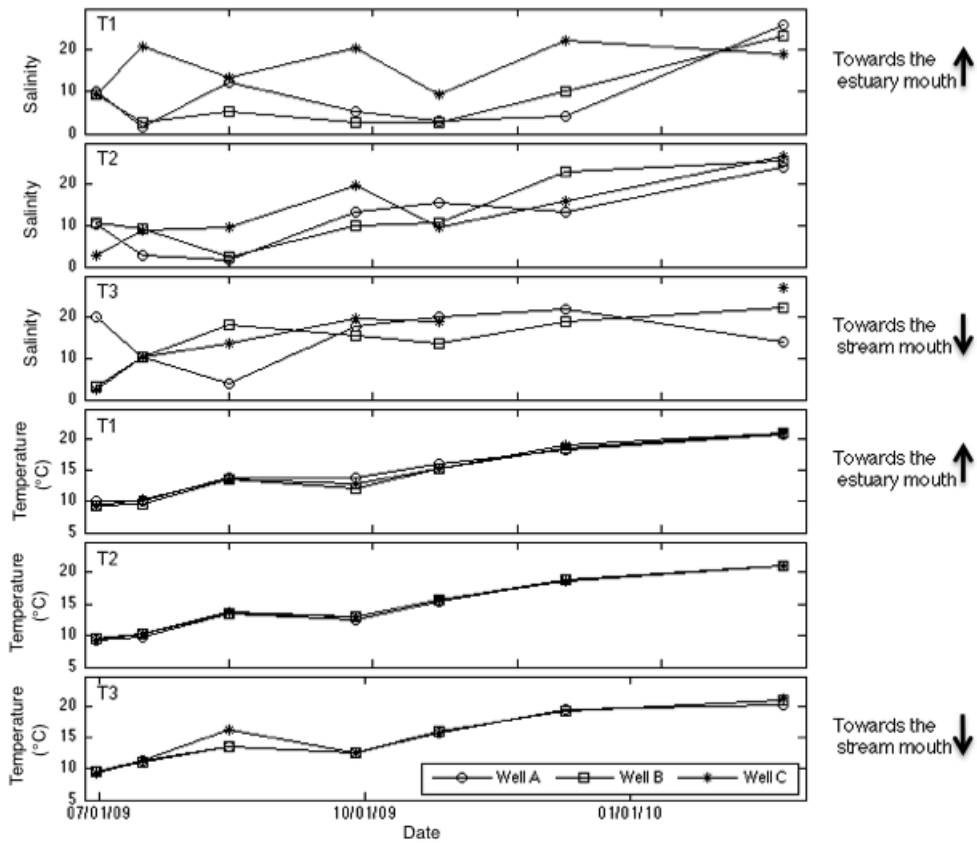 T1
20
10
0
Salinity
Towards the
estuary mouth
T2
20
10
0
Salinity
T3
20
10
0
Salinity
Towards the
stream mouth
T1
20
15
10
5
Temperature
(°C)
Towards the
estuary mouth
T2
20
15
10
5
Temperature
(°C)
T3
20
15
10
5
Temperature
(°C)
Towards the
stream mouth
Well A Well B Well C
07/01/09 10/01/09 01/01/10
Date